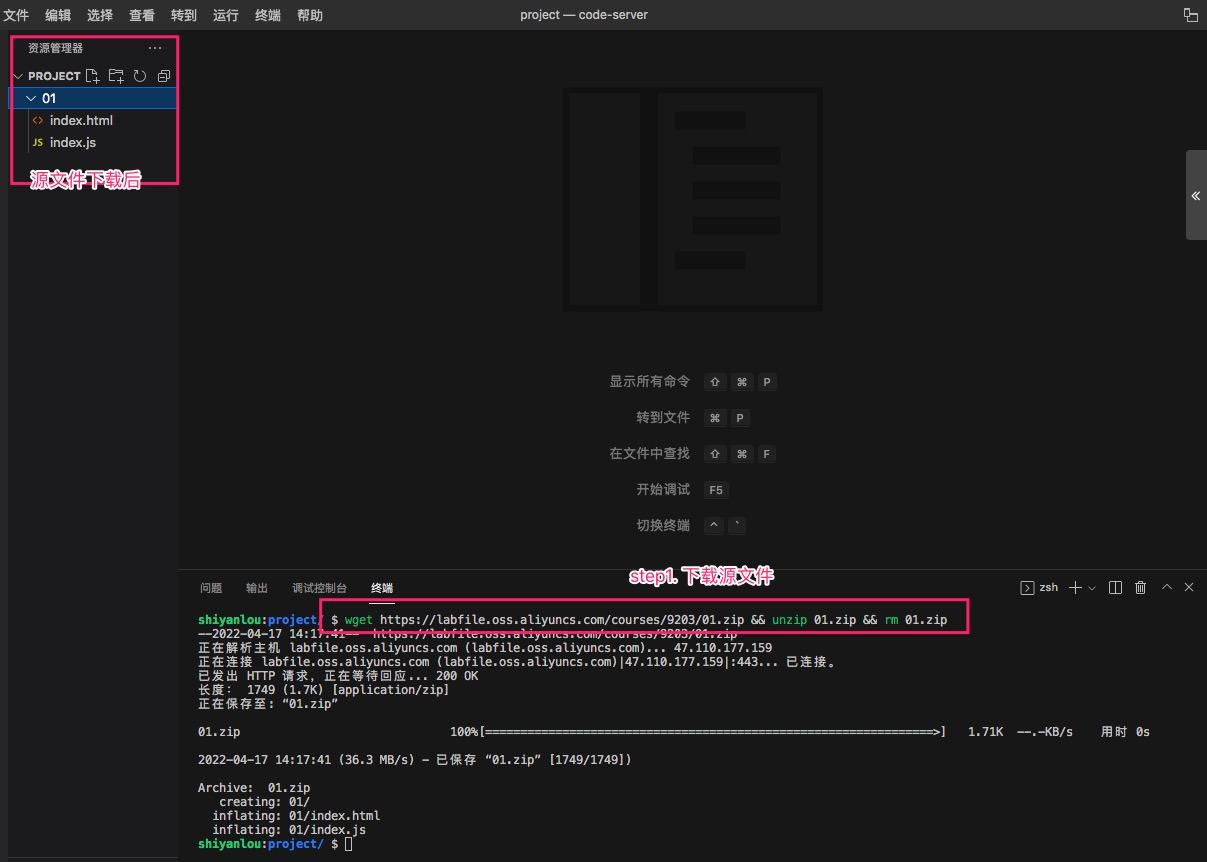 文件 编辑 选择 查看 转到 运行 终端 帮助 project — code-server
资源管理器 ···
PROJECT
01
<> index.html
JS index.js
源文件下载后
显示所有命令 ⇧ ⌘ P
转到文件 ⌘ P
在文件中查找 ⇧ ⌘ F
开始调试 F5
切换终端 ^ `
step1. 下载源文件
问题 输出 调试控制台 终端 zsh
shiyanlou:project/ $ wget https://labfile.oss.aliyuncs.com/courses/9203/01.zip && unzip 01.zip && rm 01.zip
--2022-04-17 14:17:41-- https://labfile.oss.aliyuncs.com/courses/9203/01.zip
正在解析主机 labfile.oss.aliyuncs.com (labfile.oss.aliyuncs.com)... 47.110.177.159
正在连接 labfile.oss.aliyuncs.com (labfile.oss.aliyuncs.com)|47.110.177.159|:443... 已连接。
已发出 HTTP 请求，正在等待回应... 200 OK
长度： 1749 (1.7K) [application/zip]
正在保存至: “01.zip”
01.zip 100%[================================================================>] 1.71K --.-KB/s 用时 0s
2022-04-17 14:17:41 (36.3 MB/s) - 已保存 “01.zip” [1749/1749])
Archive: 01.zip
creating: 01/
inflating: 01/index.html
inflating: 01/index.js
shiyanlou:project/ $